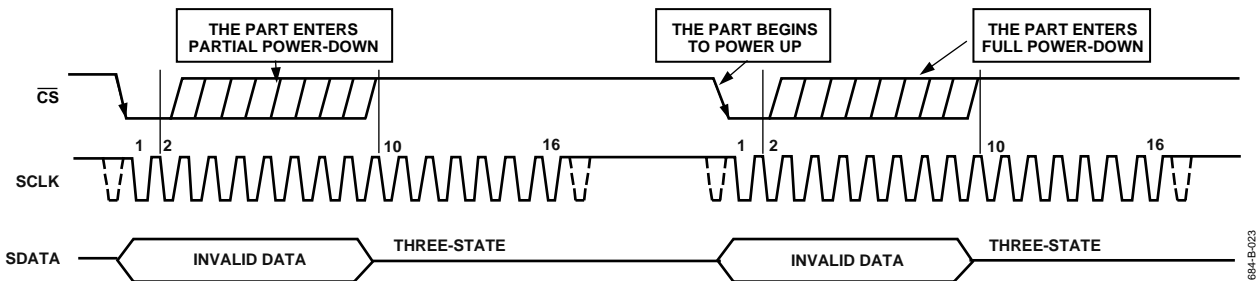 THE PART ENTERS
PARTIAL POWER-DOWN
THE PART BEGINS
TO POWER UP
THE PART ENTERS
FULL POWER-DOWN
CS
1 2 10 16 1 2 10 16
SCLK
SDATA INVALID DATA THREE-STATE INVALID DATA THREE-STATE
684-B-023